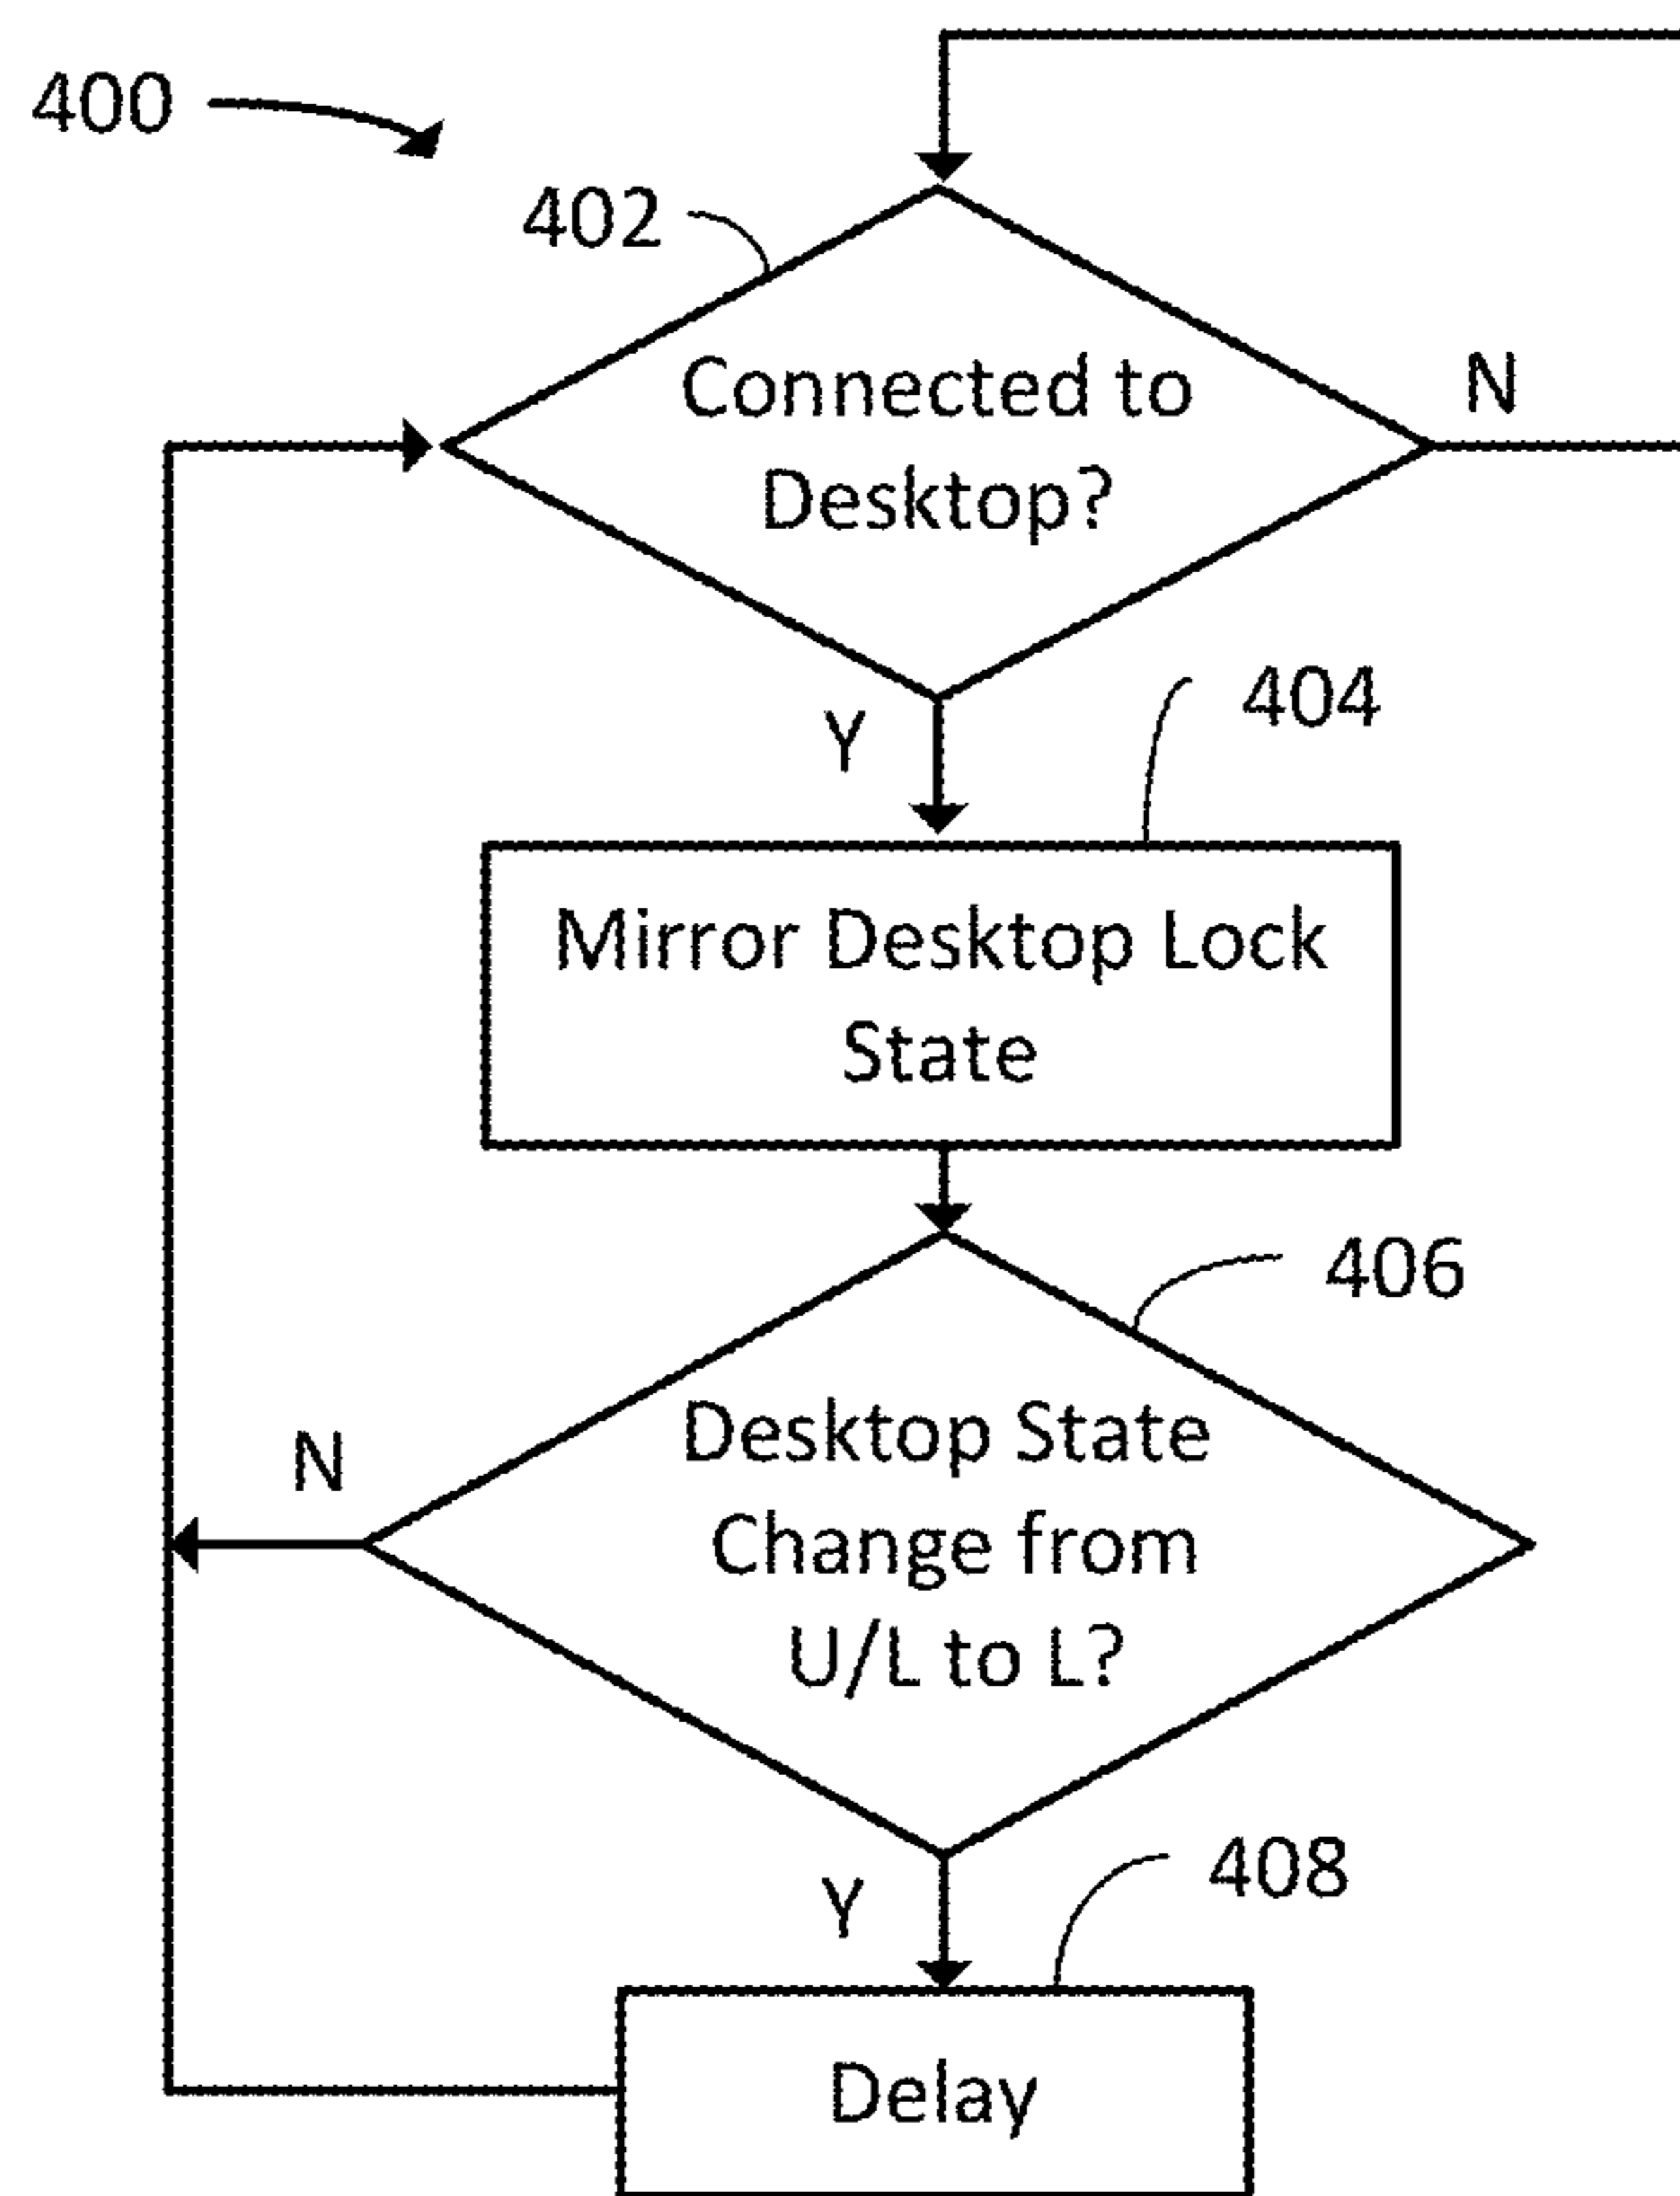 400
402
Connected to
Desktop?
N
Y
404
Mirror Desktop Lock
State
406
Desktop State
Change from
U/L to L?
N
Y
408
Delay